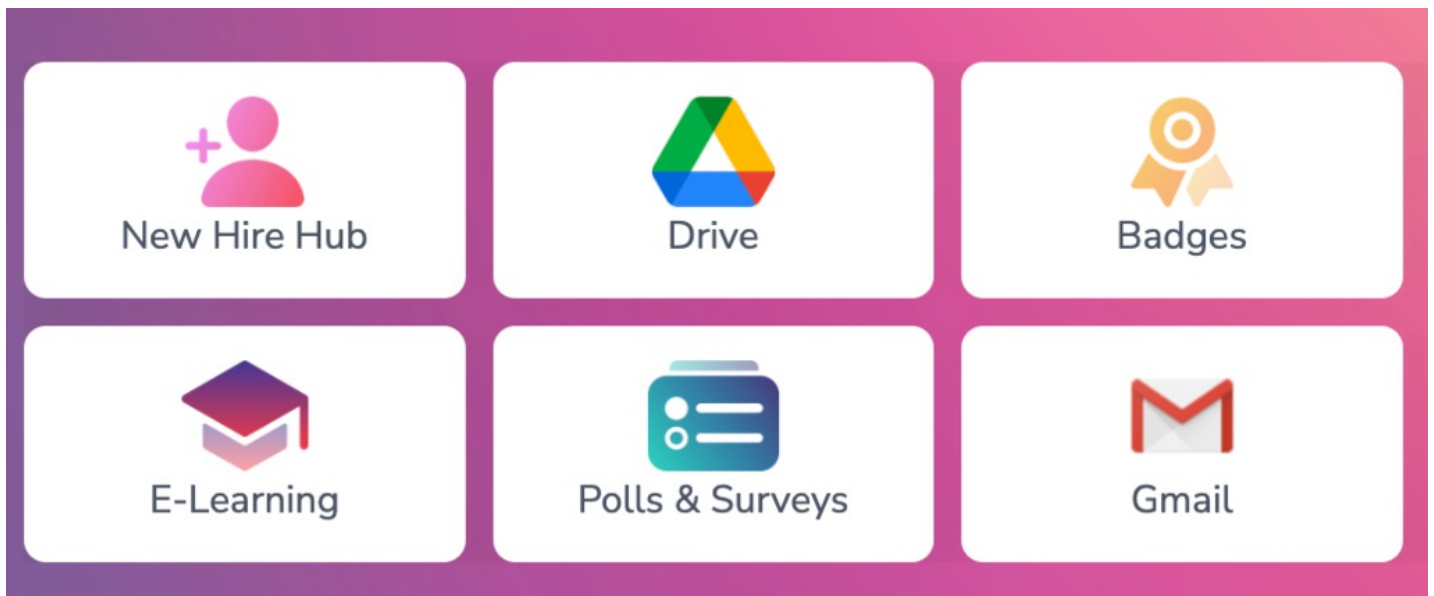 New Hire Hub
Drive
Badges
E-Learning
Polls & Surveys
Gmail